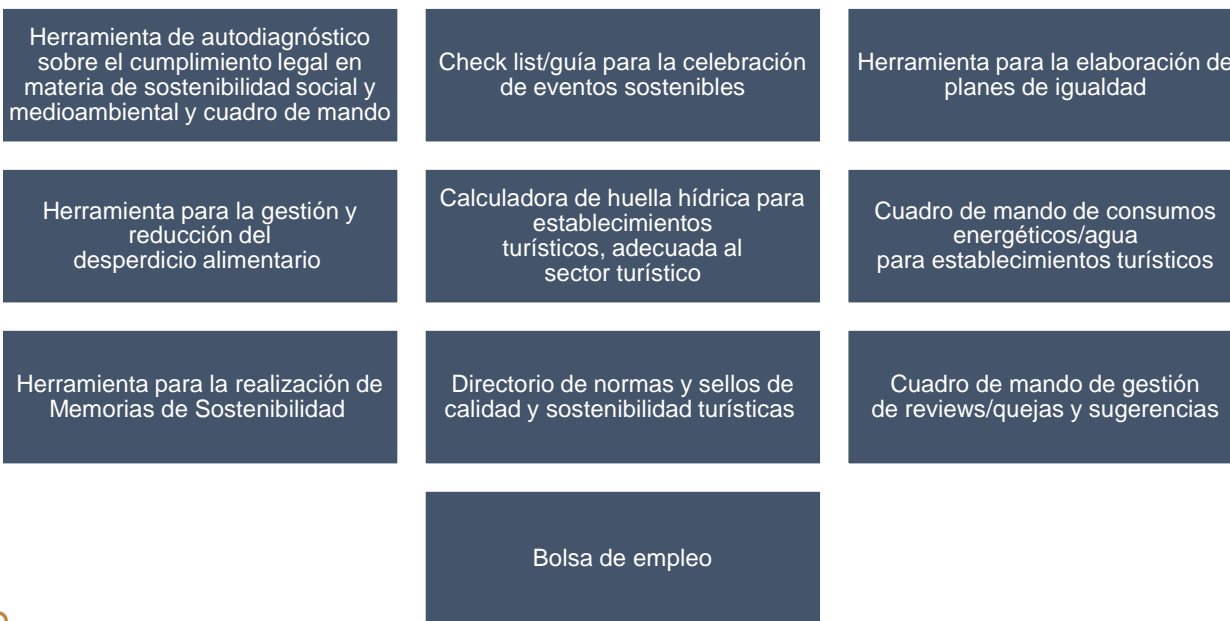 Herramienta de autodiagnóstico
sobre el cumplimiento legal en
materia de sostenibilidad social y
medioambiental y cuadro de mando
Check list/guía para la celebración
de eventos sostenibles
Herramienta para la elaboración de
planes de igualdad
Herramienta para la gestión y
reducción del
desperdicio alimentario
Calculadora de huella hídrica para
establecimientos
turísticos, adecuada al
sector turístico
Cuadro de mando de consumos
energéticos/agua
para establecimientos turísticos
Herramienta para la realización de
Memorias de Sostenibilidad
Directorio de normas y sellos de
calidad y sostenibilidad turísticas
Cuadro de mando de gestión
de reviews/quejas y sugerencias
Bolsa de empleo